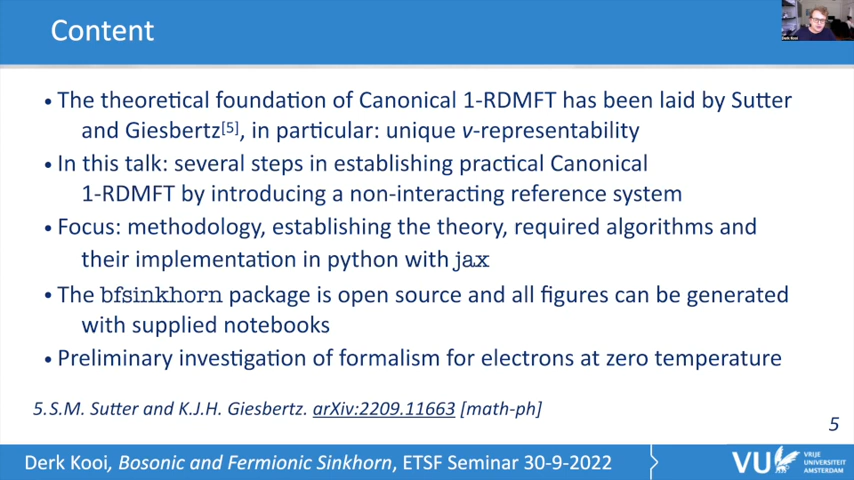 Content
Derk Kooi
• The theoretical foundation of Canonical 1-RDMFT has been laid by Sutter
and Giesbertz[5], in particular: unique v-representability
• In this talk: several steps in establishing practical Canonical
1-RDMFT by introducing a non-interacting reference system
• Focus: methodology, establishing the theory, required algorithms and
their implementation in python with jax
• The bfsinkhorn package is open source and all figures can be generated
with supplied notebooks
• Preliminary investigation of formalism for electrons at zero temperature
5. S.M. Sutter and K.J.H. Giesbertz. arXiv:2209.11663 [math-ph]
5
Derk Kooi, Bosonic and Fermionic Sinkhorn, ETSF Seminar 30-9-2022
VU
VRIJE
UNIVERSITEIT
AMSTERDAM